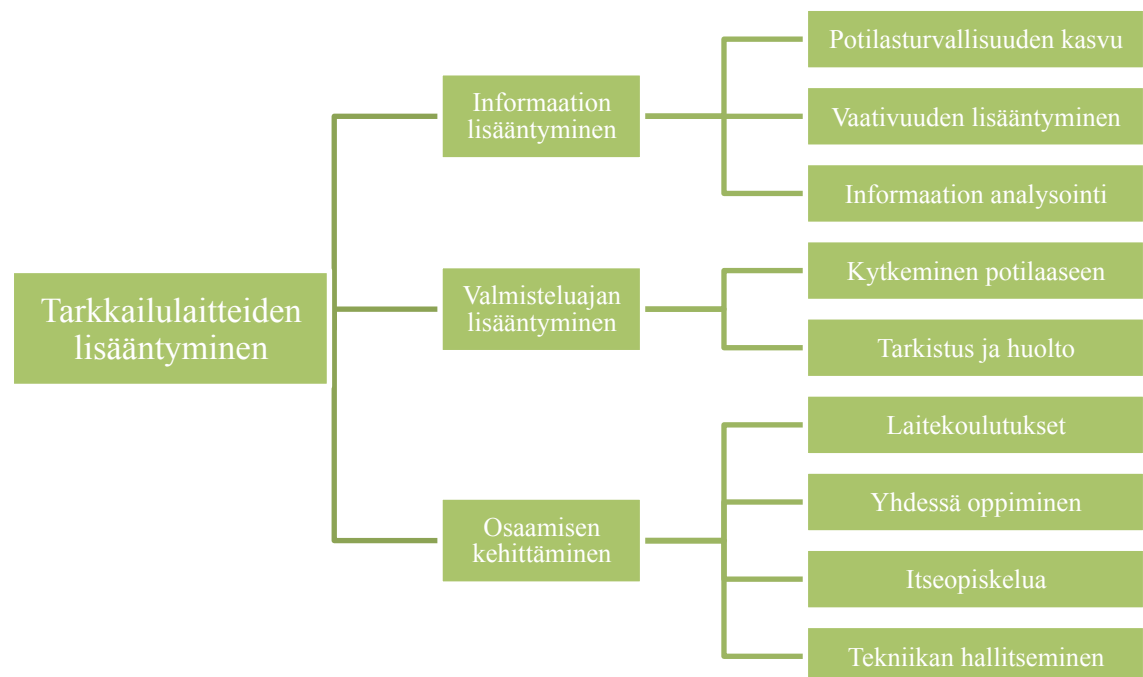 Tarkkailulaitteiden
lisääntyminen
Informaation
lisääntyminen
Potilasturvallisuuden kasvu
Vaativuuden lisääntyminen
Informaation analysointi
Valmisteluajan
lisääntyminen
Kytkeminen potilaaseen
Tarkistus ja huolto
Osaamisen
kehittäminen
Laitekoulutukset
Yhdessä oppiminen
Itseopiskelua
Tekniikan hallitseminen